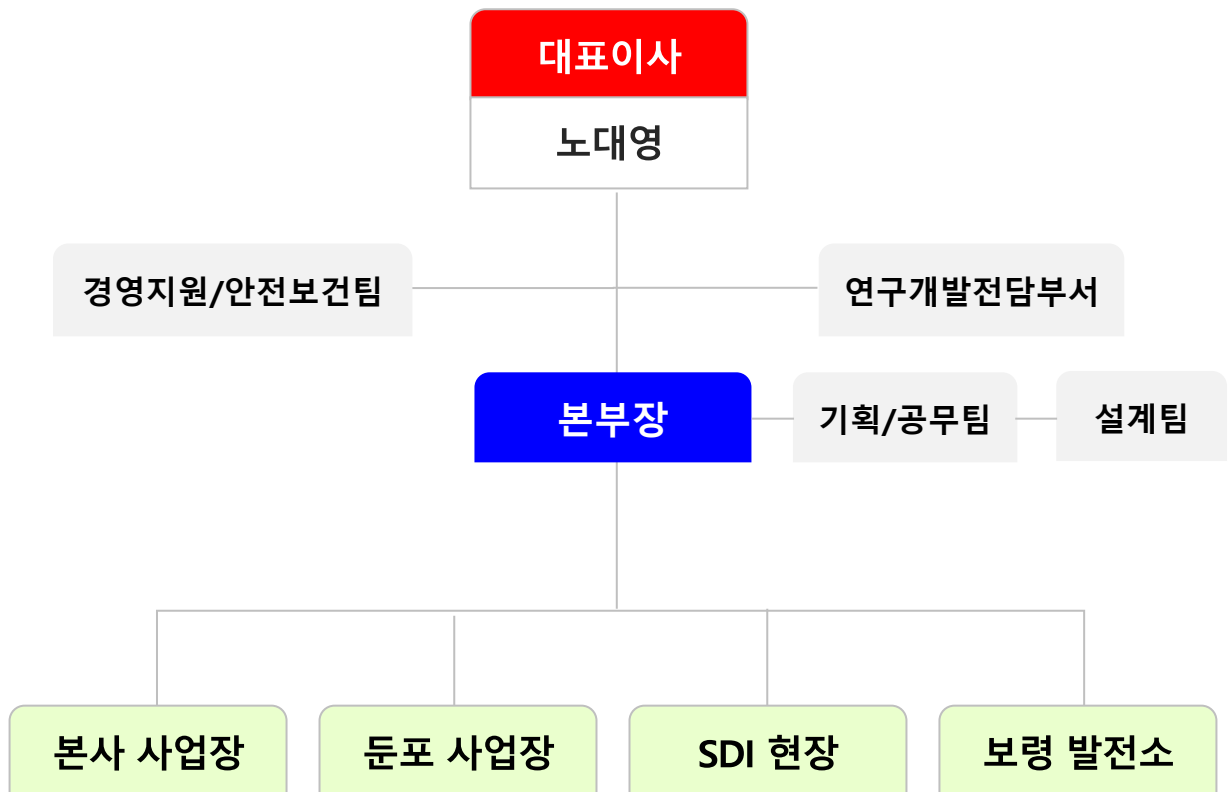 대표이사
노대영
경영지원/안전보건팀
연구개발전담부서
본부장
기획/공무팀
설계팀
본사 사업장
둔포 사업장
SDI 현장
보령 발전소